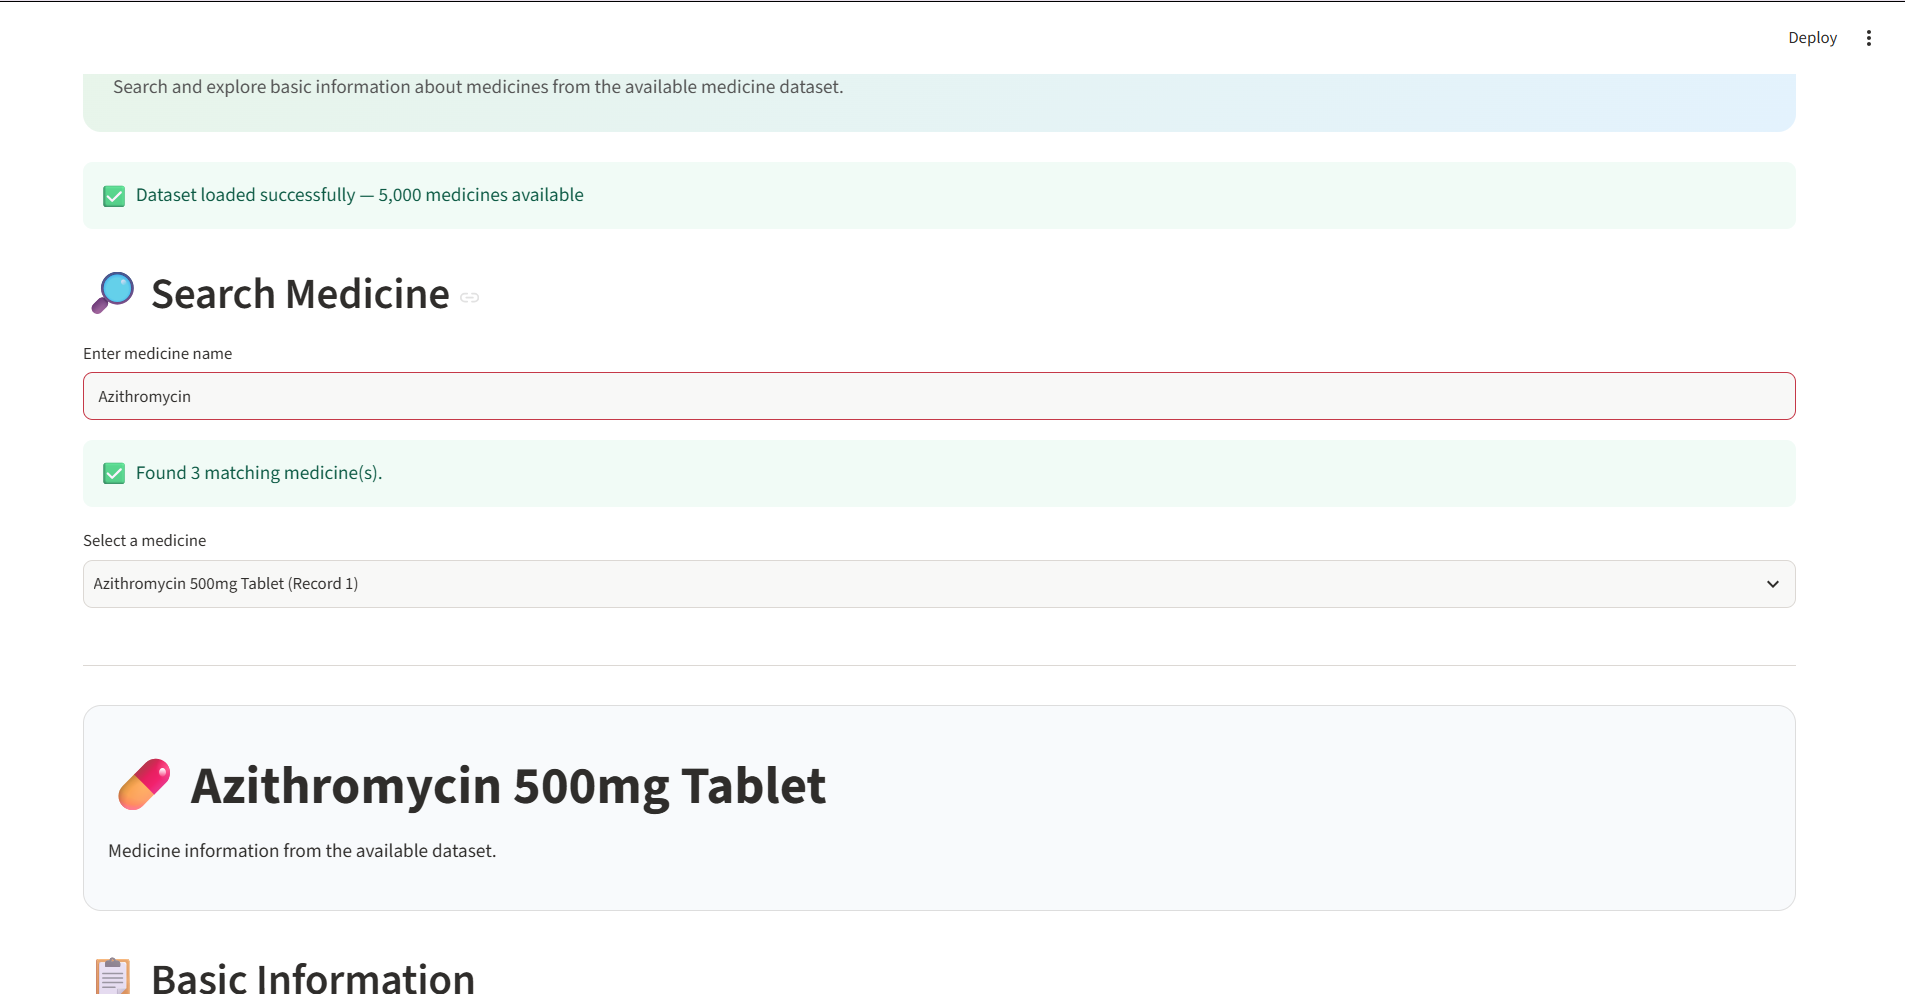 Deploy
Search and explore basic information about medicines from the available medicine dataset.
Dataset loaded successfully — 5,000 medicines available
Search Medicine
Enter medicine name
Azithromycin
Found 3 matching medicine(s).
Select a medicine
Azithromycin 500mg Tablet (Record 1)
Azithromycin 500mg Tablet
Medicine information from the available dataset.
Basic Information